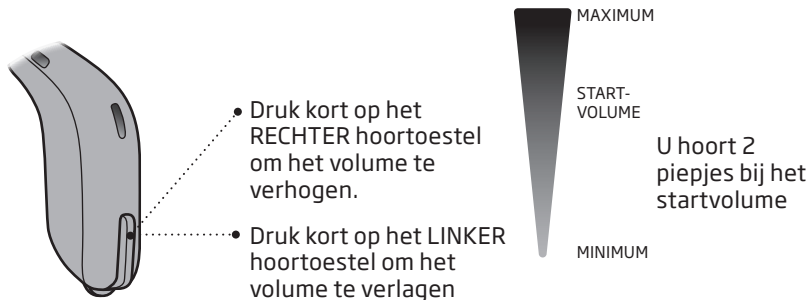 • Druk kort op het
RECHTER hoortoestel
om het volume te
verhogen.
• Druk kort op het LINKER
hoortoestel om het
volume te verlagen
MAXIMUM
START-
VOLUME
MINIMUM
U hoort 2
piepjes bij het
startvolume